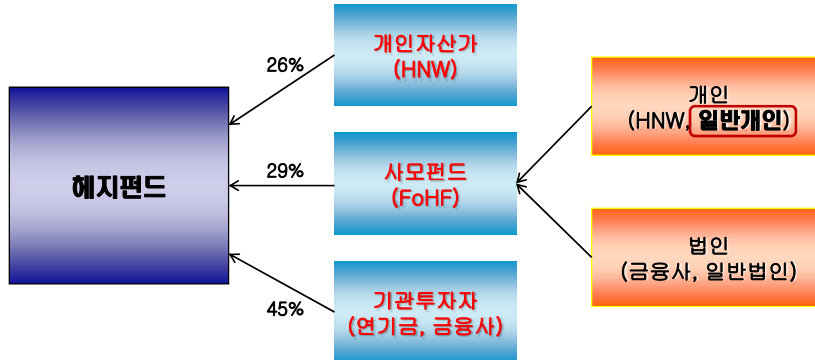 헤지펀드
26%
29%
45%
개인자산가
(HNW)
사모펀드
(FoHF)
기관투자자
(연기금, 금융사)
개인
(HNW, 일반개인)
법인
(금융사, 일반법인)